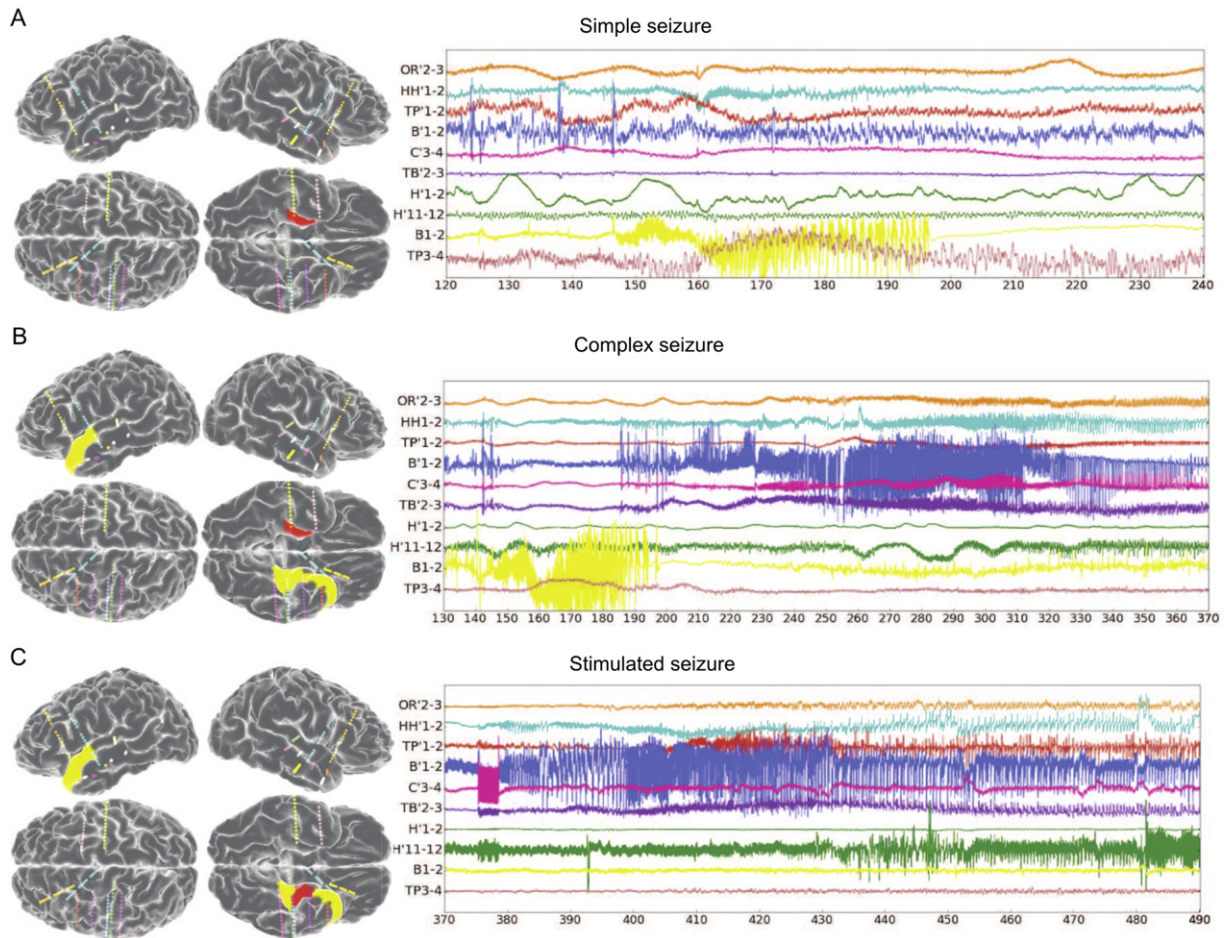 A
Simple seizure
OR'2-3
HH'1-2
TP'1-2
B'1-2
C'3-4
TB'2-3
H'1-2
H'11-12
B1-2
TP3-4
120 130 140 150 160 170 180 190 200 210 220 230 240
B
Complex seizure
OR'2-3
HH1-2
TP'1-2
B'1-2
C'3-4
TB'2-3
H'1-2
H'11-12
B1-2
TP3-4
130 140 150 160 170 180 190 200 210 220 230 240 250 260 270 280 290 300 310 320 330 340 350 360 370
C
Stimulated seizure
OR'2-3
HH'1-2
TP'1-2
B'1-2
C'3-4
TB'2-3
H'1-2
H'11-12
B1-2
TP3-4
370 380 390 400 410 420 430 440 450 460 470 480 490